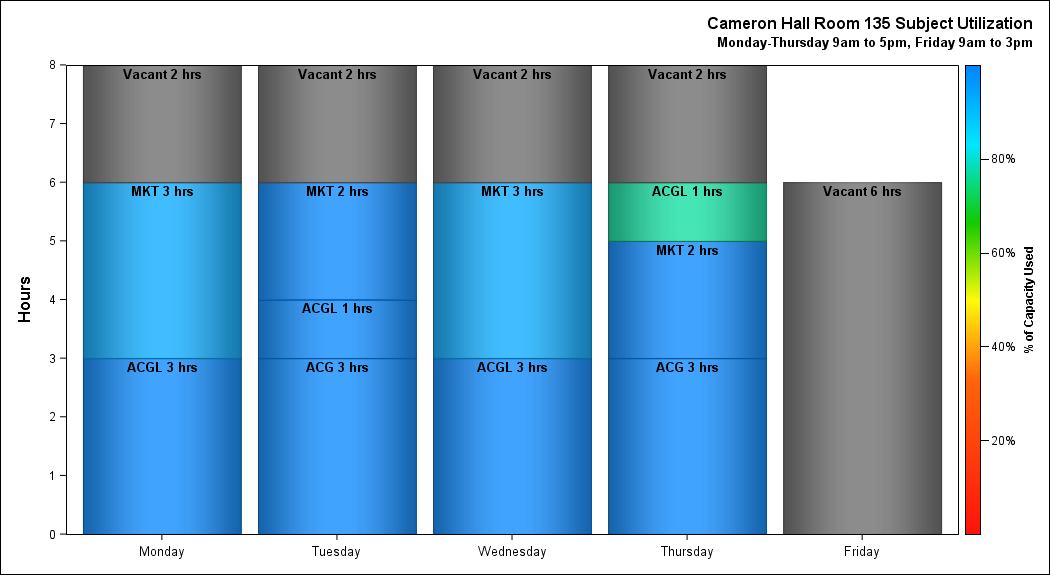 Cameron Hall Room 135 Subject Utilization
Monday-Thursday 9am to 5pm, Friday 9am to 3pm
Hours
8
7
6
5
4
3
2
1
0
Vacant 2 hrs
MKT 3 hrs
ACGL 3 hrs
Monday
Vacant 2 hrs
MKT 2 hrs
ACGL 1 hrs
ACG 3 hrs
Tuesday
Vacant 2 hrs
MKT 3 hrs
ACGL 3 hrs
Wednesday
Vacant 2 hrs
ACGL 1 hrs
MKT 2 hrs
ACG 3 hrs
Thursday
Vacant 6 hrs
Friday
80%
60%
40%
20%
% of Capacity Used